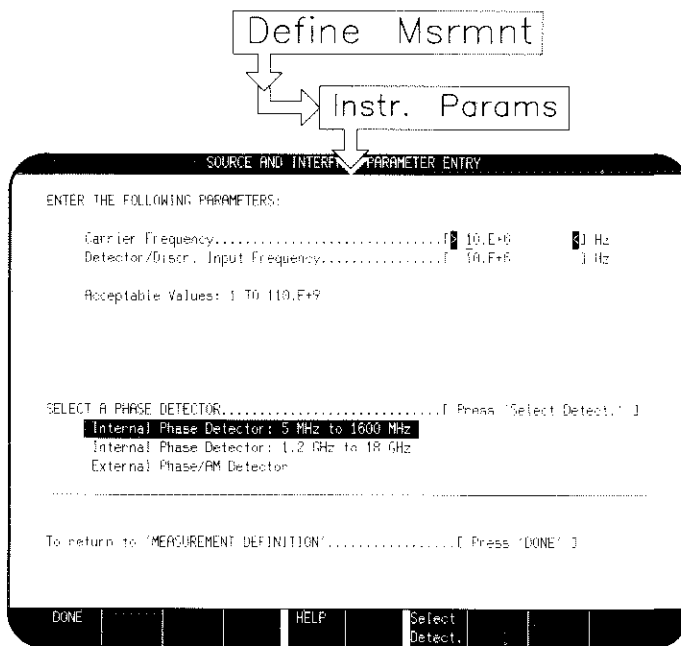 Define Msrmnt
Instr. Params
SOURCE AND INTERF PARAMETER ENTRY
ENTER THE FOLLOWING PARAMETERS:
Carrier Frequency..............................[> 10.E+6 <] Hz
Detector/Discr. Input Frequency................[ 10.E+6 ] Hz
Acceptable Values: 1 TO 110.E+9
SELECT A PHASE DETECTOR..............................[ Press 'Select Detect.' ]
Internal Phase Detector: 5 MHz to 1600 MHz
Internal Phase Detector: 1.2 GHz to 18 GHz
External Phase/AM Detector
To return to 'MEASUREMENT DEFINITION'.................[ Press 'DONE' ]
DONE HELP Select
Detect.